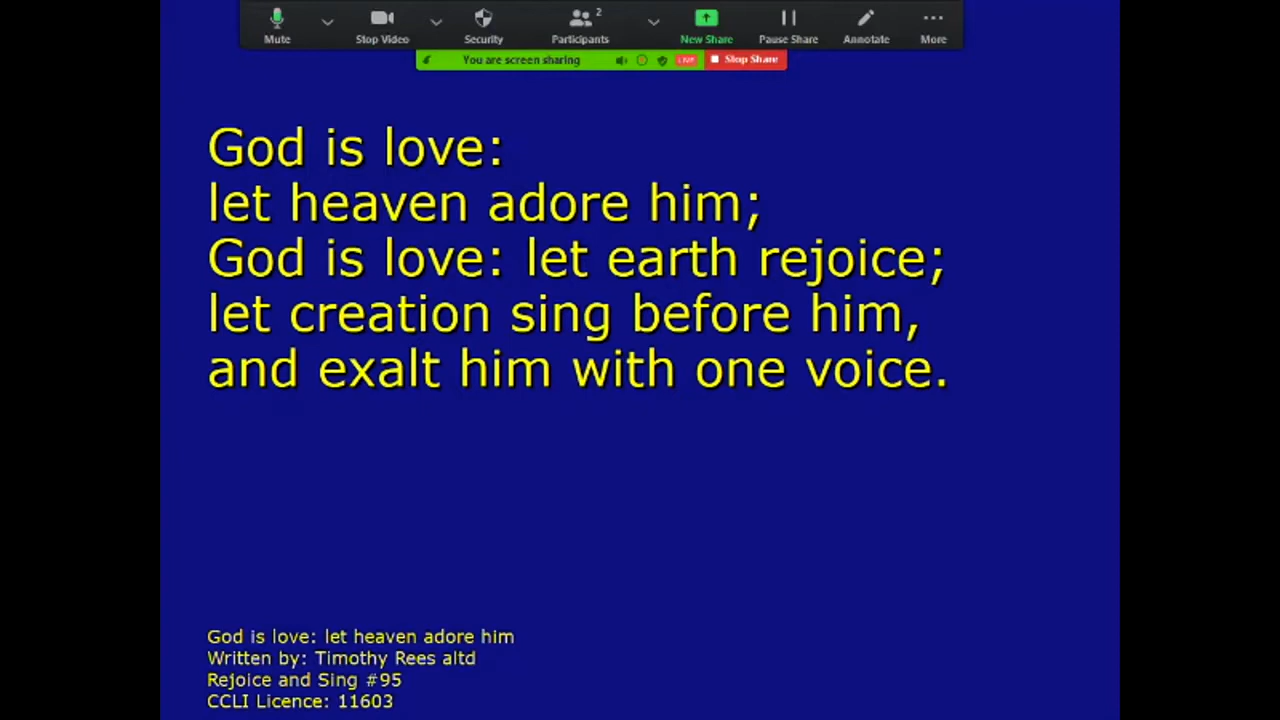 Mute
Stop Video
Security
Participants
2
New Share
Pause Share
Annotate
More
You are screen sharing
LIVE
Stop Share
God is love:
let heaven adore him;
God is love: let earth rejoice;
let creation sing before him,
and exalt him with one voice.
God is love: let heaven adore him
Written by: Timothy Rees altd
Rejoice and Sing #95
CCLI Licence: 11603